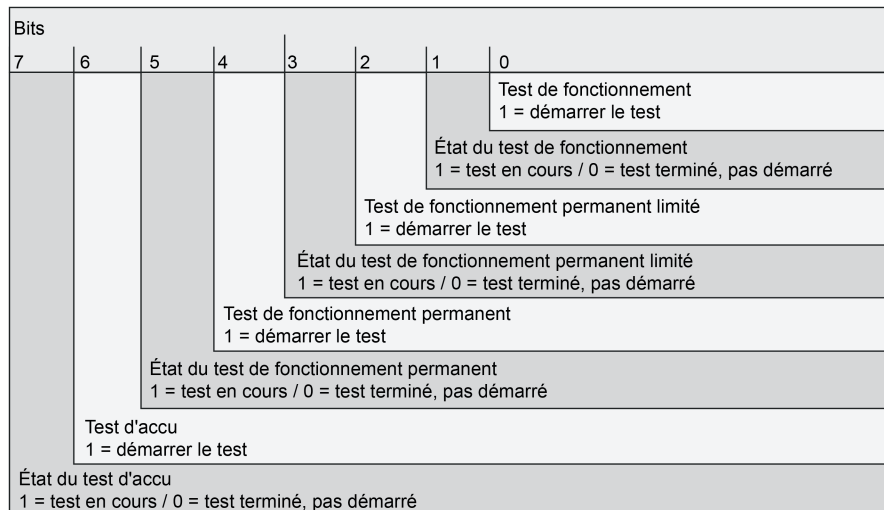 Bits
7 6 5 4 3 2 1 0
Test de fonctionnement
1 = démarrer le test
État du test de fonctionnement
1 = test en cours / 0 = test terminé, pas démarré
Test de fonctionnement permanent limité
1 = démarrer le test
État du test de fonctionnement permanent limité
1 = test en cours / 0 = test terminé, pas démarré
Test de fonctionnement permanent
1 = démarrer le test
État du test de fonctionnement permanent
1 = test en cours / 0 = test terminé, pas démarré
Test d'accu
1 = démarrer le test
État du test d'accu
1 = test en cours / 0 = test terminé, pas démarré